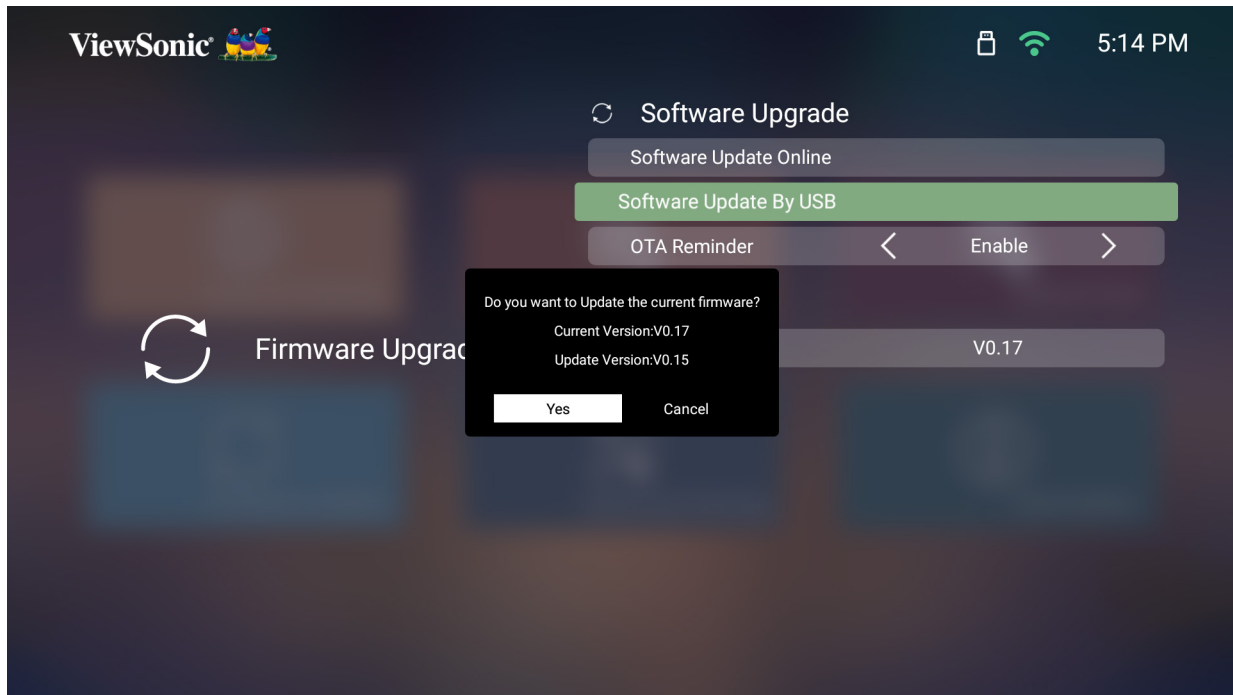 ViewSonic®
5:14 PM
Software Upgrade
Software Update Online
Software Update By USB
OTA Reminder Enable
Do you want to Update the current firmware?
Current Version:V0.17
Update Version:V0.15
Yes Cancel
Firmware Upgrad
V0.17